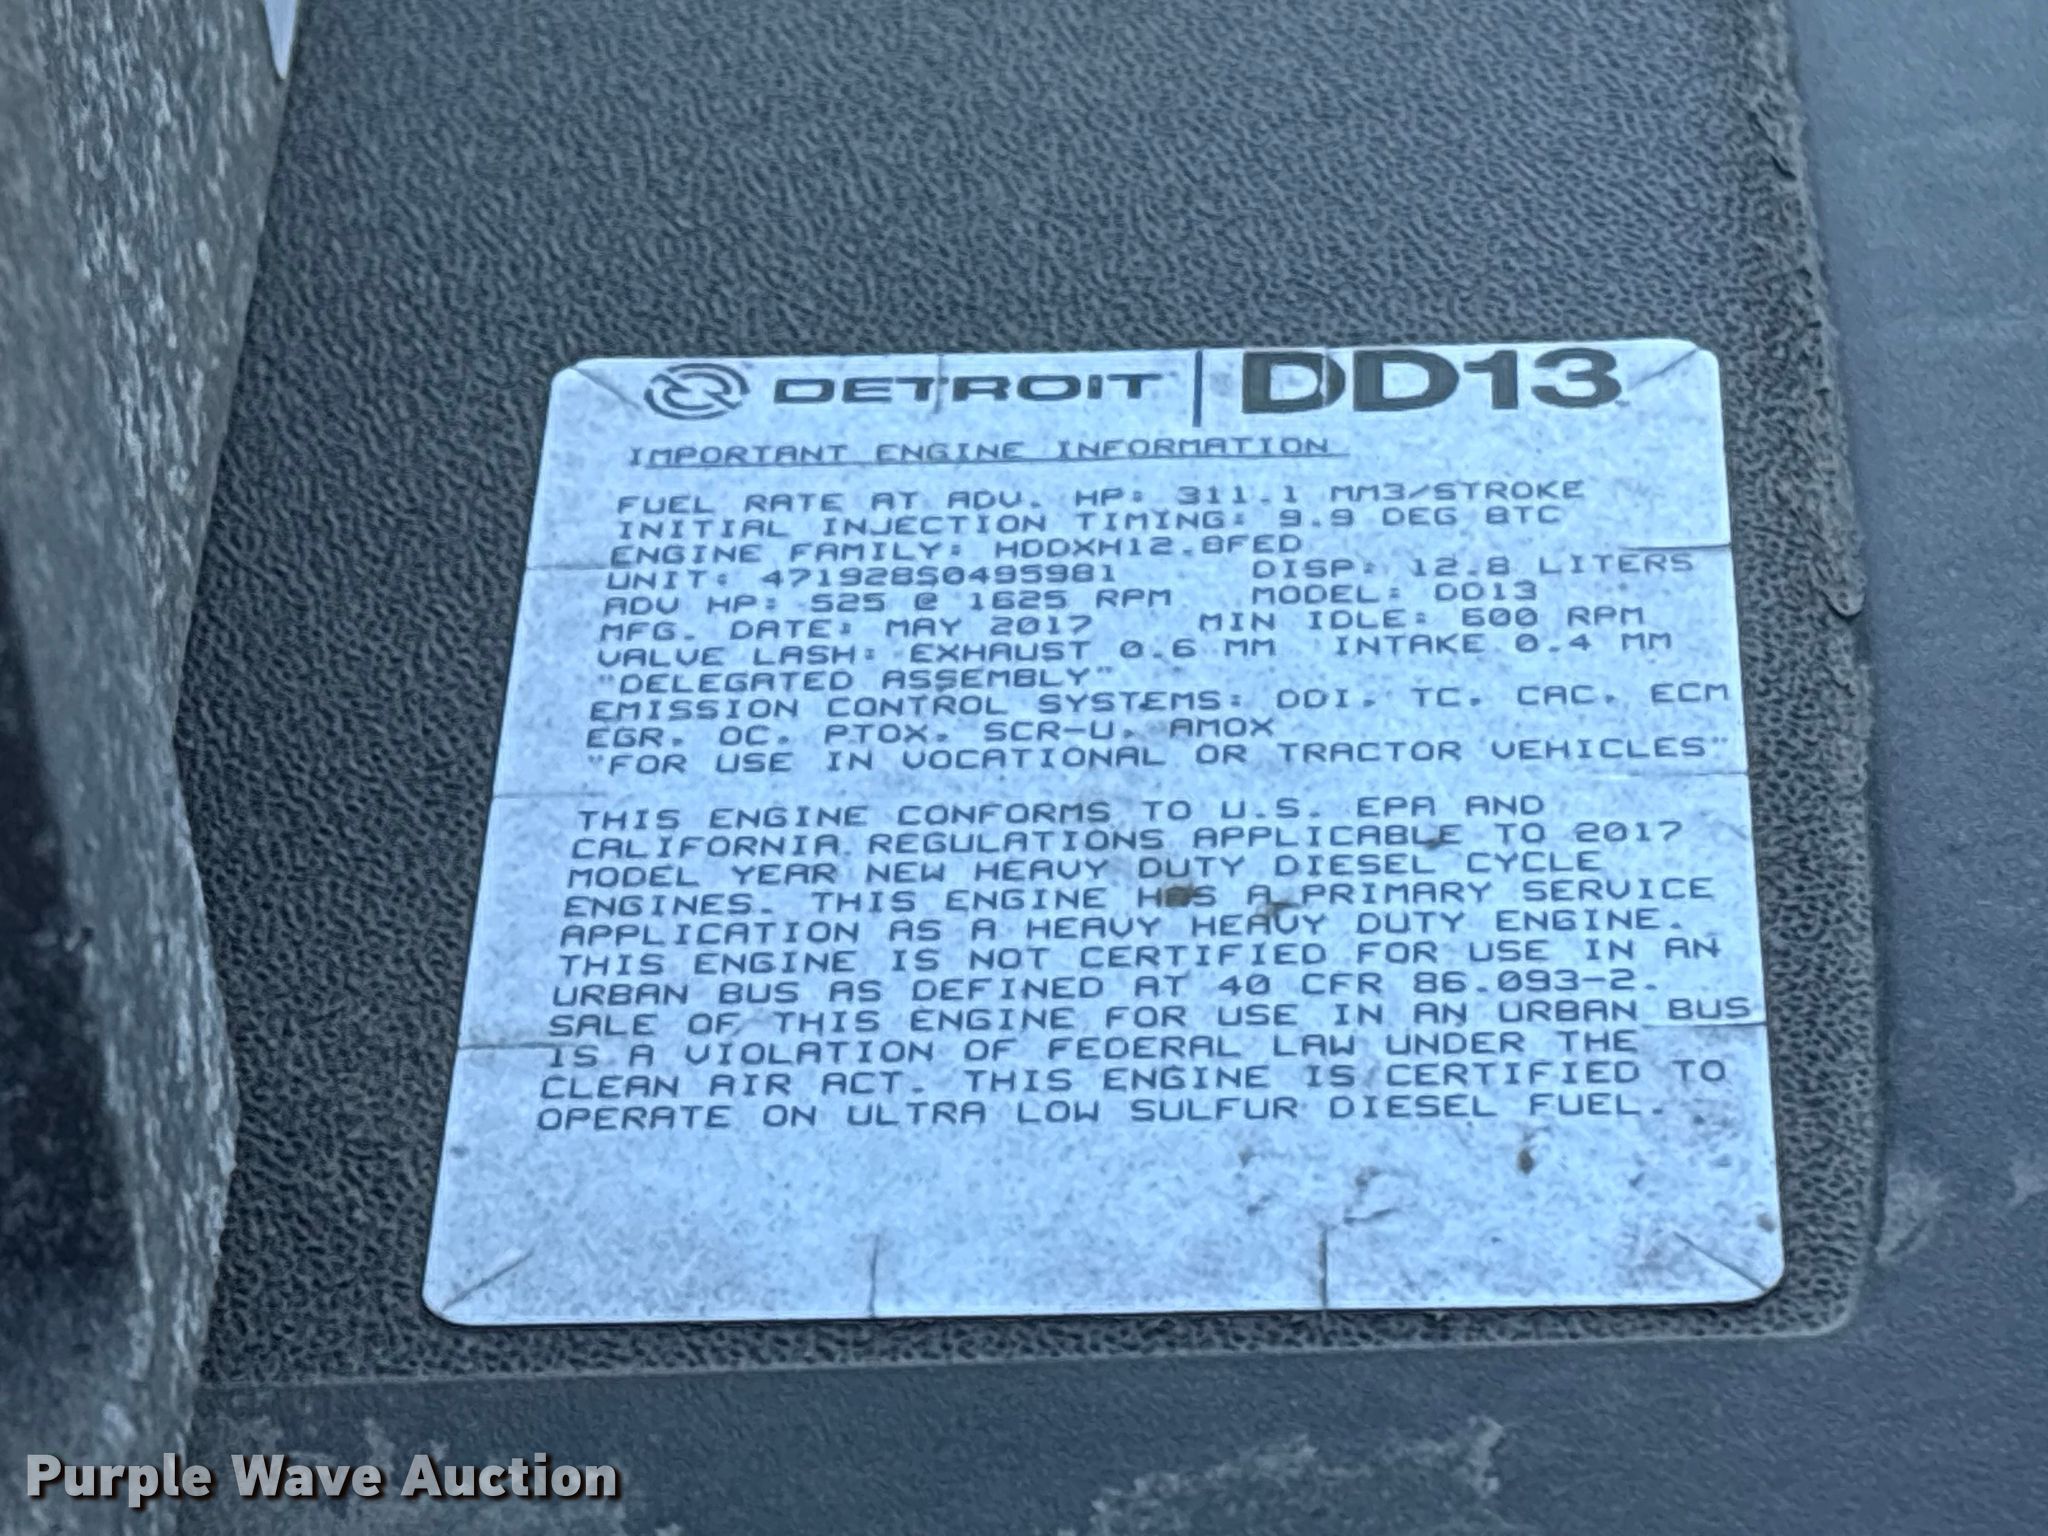 DETROIT | DD13
IMPORTANT ENGINE INFORMATION
FUEL RATE AT ADV. HP: 311.1 MM3/STROKE
INITIAL INJECTION TIMING: 9.9 DEG BTC
ENGINE FAMILY: HDDXH12.8FED
UNIT: 471928S0495981 DISP: 12.8 LITERS
ADV HP: 525 @ 1625 RPM MODEL: DD13
MFG. DATE: MAY 2017 MIN IDLE: 600 RPM
VALVE LASH: EXHAUST 0.6 MM INTAKE 0.4 MM
"DELEGATED ASSEMBLY"
EMISSION CONTROL SYSTEMS: DDI, TC, CAC, ECM
EGR, OC, PTOX, SCR-U, AMOX
"FOR USE IN VOCATIONAL OR TRACTOR VEHICLES"
THIS ENGINE CONFORMS TO U.S. EPA AND
CALIFORNIA REGULATIONS APPLICABLE TO 2017
MODEL YEAR NEW HEAVY DUTY DIESEL CYCLE
ENGINES. THIS ENGINE HAS A PRIMARY SERVICE
APPLICATION AS A HEAVY HEAVY DUTY ENGINE.
THIS ENGINE IS NOT CERTIFIED FOR USE IN AN
URBAN BUS AS DEFINED AT 40 CFR 86.093-2.
SALE OF THIS ENGINE FOR USE IN AN URBAN BUS
IS A VIOLATION OF FEDERAL LAW UNDER THE
CLEAN AIR ACT. THIS ENGINE IS CERTIFIED TO
OPERATE ON ULTRA LOW SULFUR DIESEL FUEL.
Purple Wave Auction